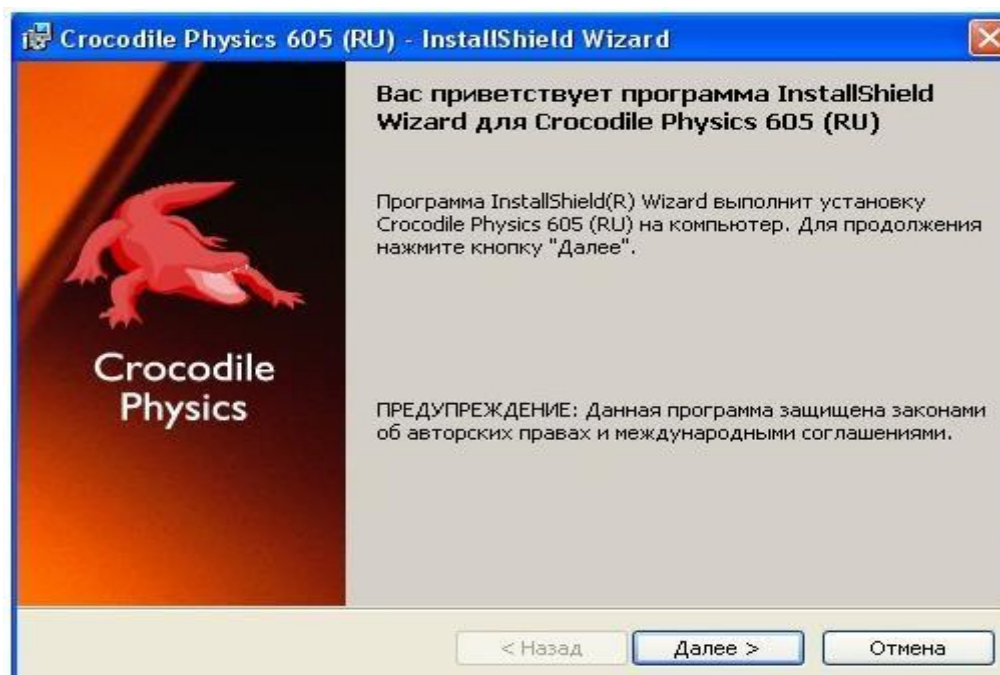 Crocodile Physics 605 (RU) - InstallShield Wizard
Вас приветствует программа InstallShield
Wizard для Crocodile Physics 605 (RU)
Программа InstallShield(R) Wizard выполнит установку
Crocodile Physics 605 (RU) на компьютер. Для продолжения
нажмите кнопку "Далее".
Crocodile
Physics
ПРЕДУПРЕЖДЕНИЕ: Данная программа защищена законами
об авторских правах и международными соглашениями.
< Назад
Далее >
Отмена